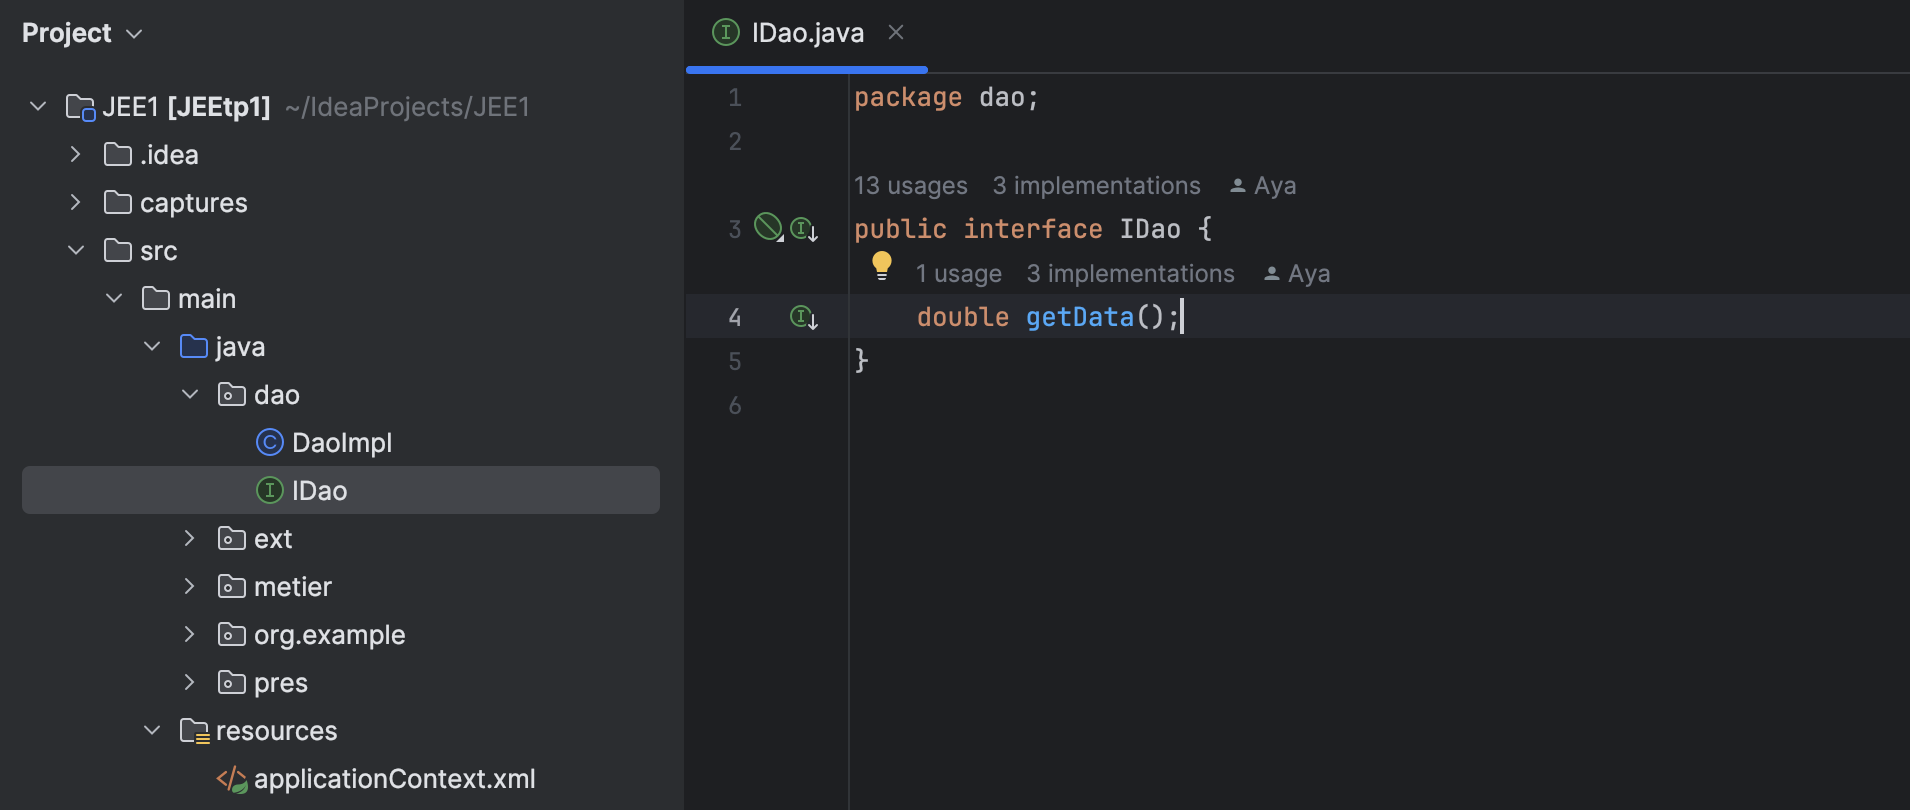 Project
JEE1 [JEEtp1] ~/IdeaProjects/JEE1
.idea
captures
src
main
java
dao
DaoImpl
IDao
ext
metier
org.example
pres
resources
applicationContext.xml
IDao.java
1 package dao;
2
13 usages 3 implementations Aya
3 public interface IDao {
1 usage 3 implementations Aya
4 double getData();
5 }
6